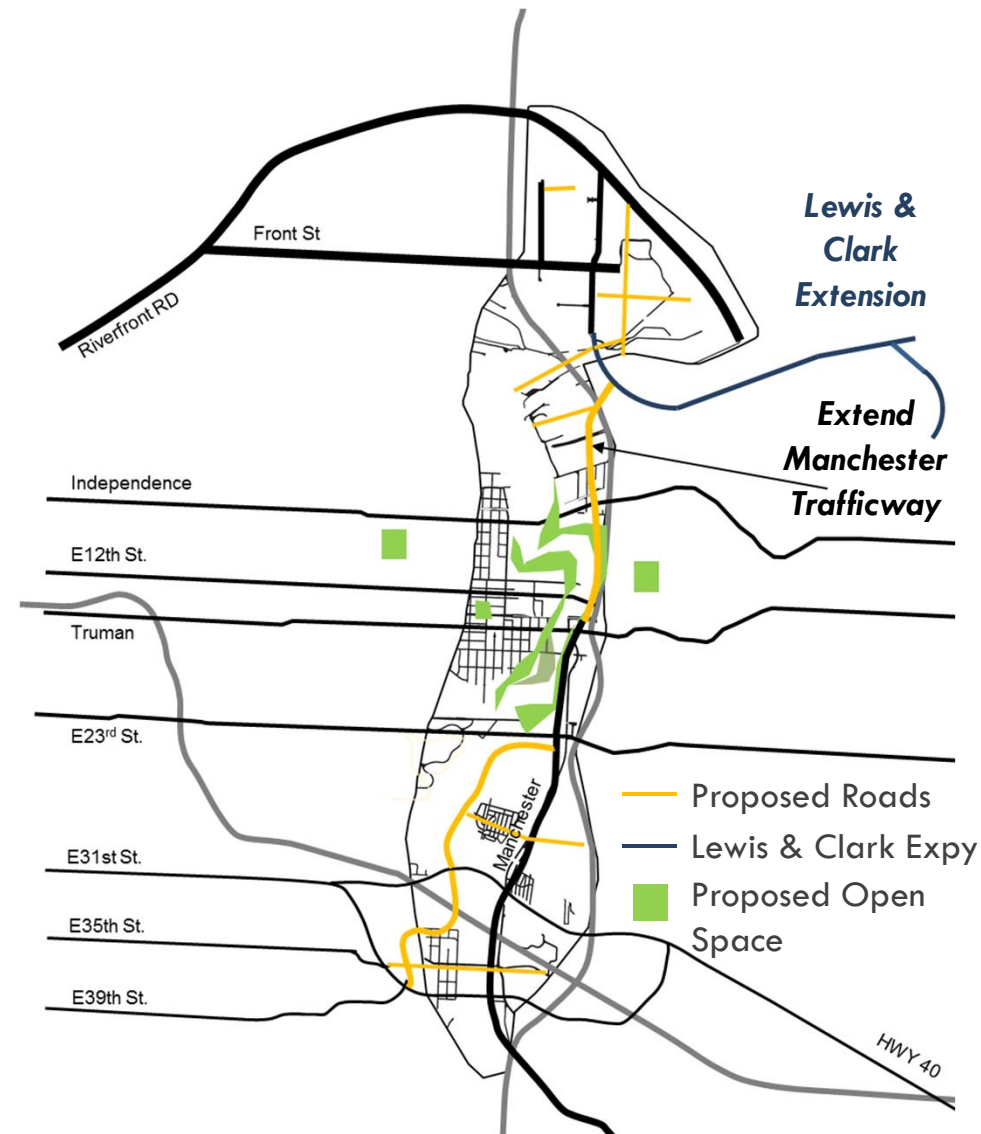 Lewis &
Clark
Extension
Front St
Riverfront RD
Extend
Manchester
Trafficway
Independence
E12th St.
Truman
E23rd St.
Manchester
Proposed Roads
Lewis & Clark Expy
Proposed Open
Space
E31st St.
E35th St.
E39th St.
HWY 40